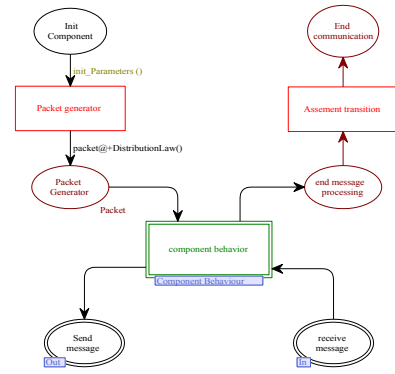 Init
Component
End
communication
init_Parameters ()
Packet generator
Assement transition
packet@+DistributionLaw()
Packet
Generator
end message
processing
Packet
component behavior
Component Behaviour
Send
message
Out
receive
message
In